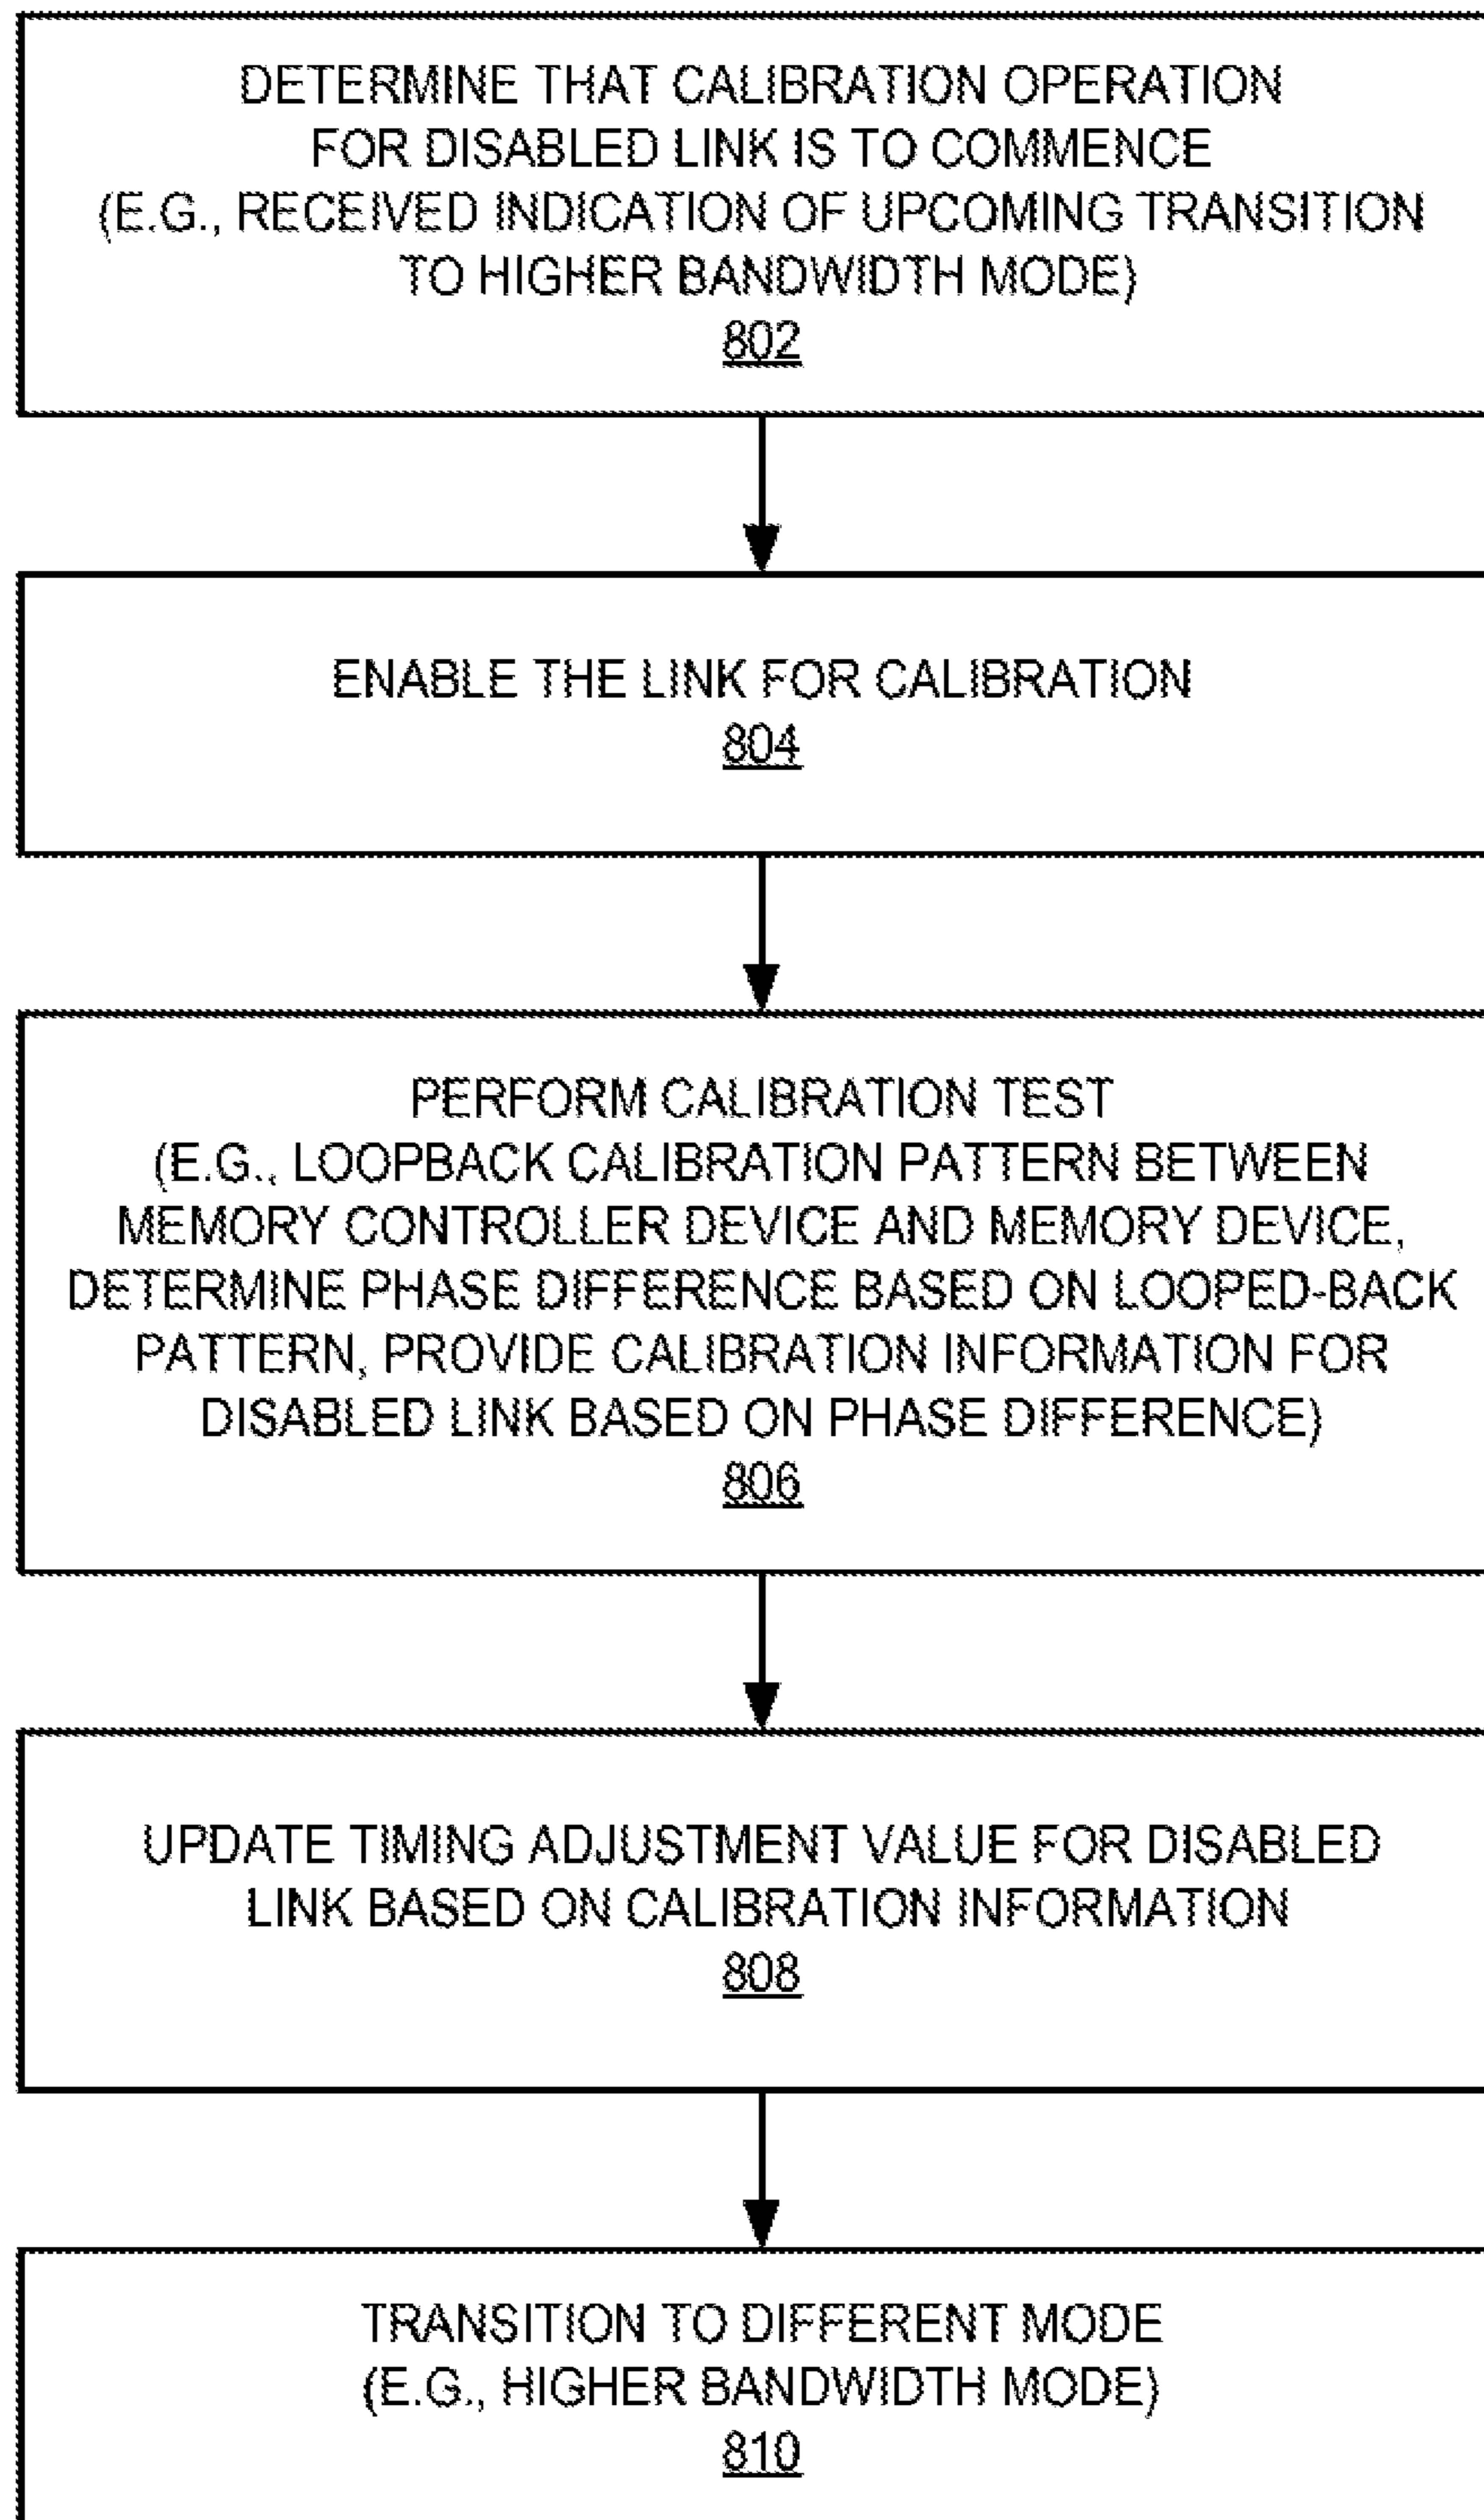 DETERMINE THAT CALIBRATION OPERATION
FOR DISABLED LINK IS TO COMMENCE
(E.G., RECEIVED INDICATION OF UPCOMING TRANSITION
TO HIGHER BANDWIDTH MODE)
802
ENABLE THE LINK FOR CALIBRATION
804
PERFORM CALIBRATION TEST
(E.G., LOOPBACK CALIBRATION PATTERN BETWEEN
MEMORY CONTROLLER DEVICE AND MEMORY DEVICE,
DETERMINE PHASE DIFFERENCE BASED ON LOOPED-BACK
PATTERN, PROVIDE CALIBRATION INFORMATION FOR
DISABLED LINK BASED ON PHASE DIFFERENCE)
806
UPDATE TIMING ADJUSTMENT VALUE FOR DISABLED
LINK BASED ON CALIBRATION INFORMATION
808
TRANSITION TO DIFFERENT MODE
(E.G., HIGHER BANDWIDTH MODE)
810